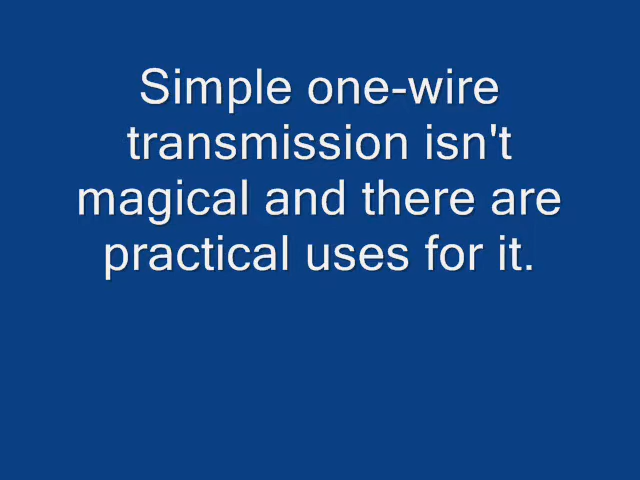 Simple one-wire
transmission isn't
magical and there are
practical uses for it.